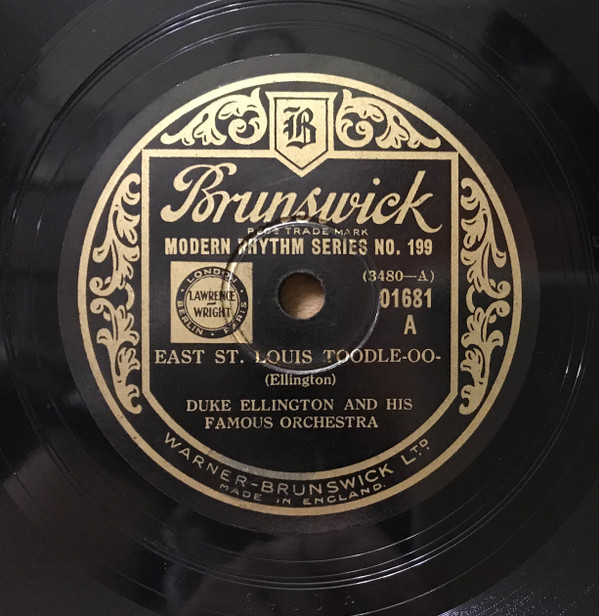 B
Brunswick
REGD TRADE MARK
MODERN RHYTHM SERIES NO. 199
(3480—A)
01681
A
LONDON
LAWRENCE
—
WRIGHT
BERLIN • PARIS
EAST ST. LOUIS TOODLE-OO-
(Ellington)
DUKE ELLINGTON AND HIS
FAMOUS ORCHESTRA
WARNER-BRUNSWICK LTD
MADE IN ENGLAND.